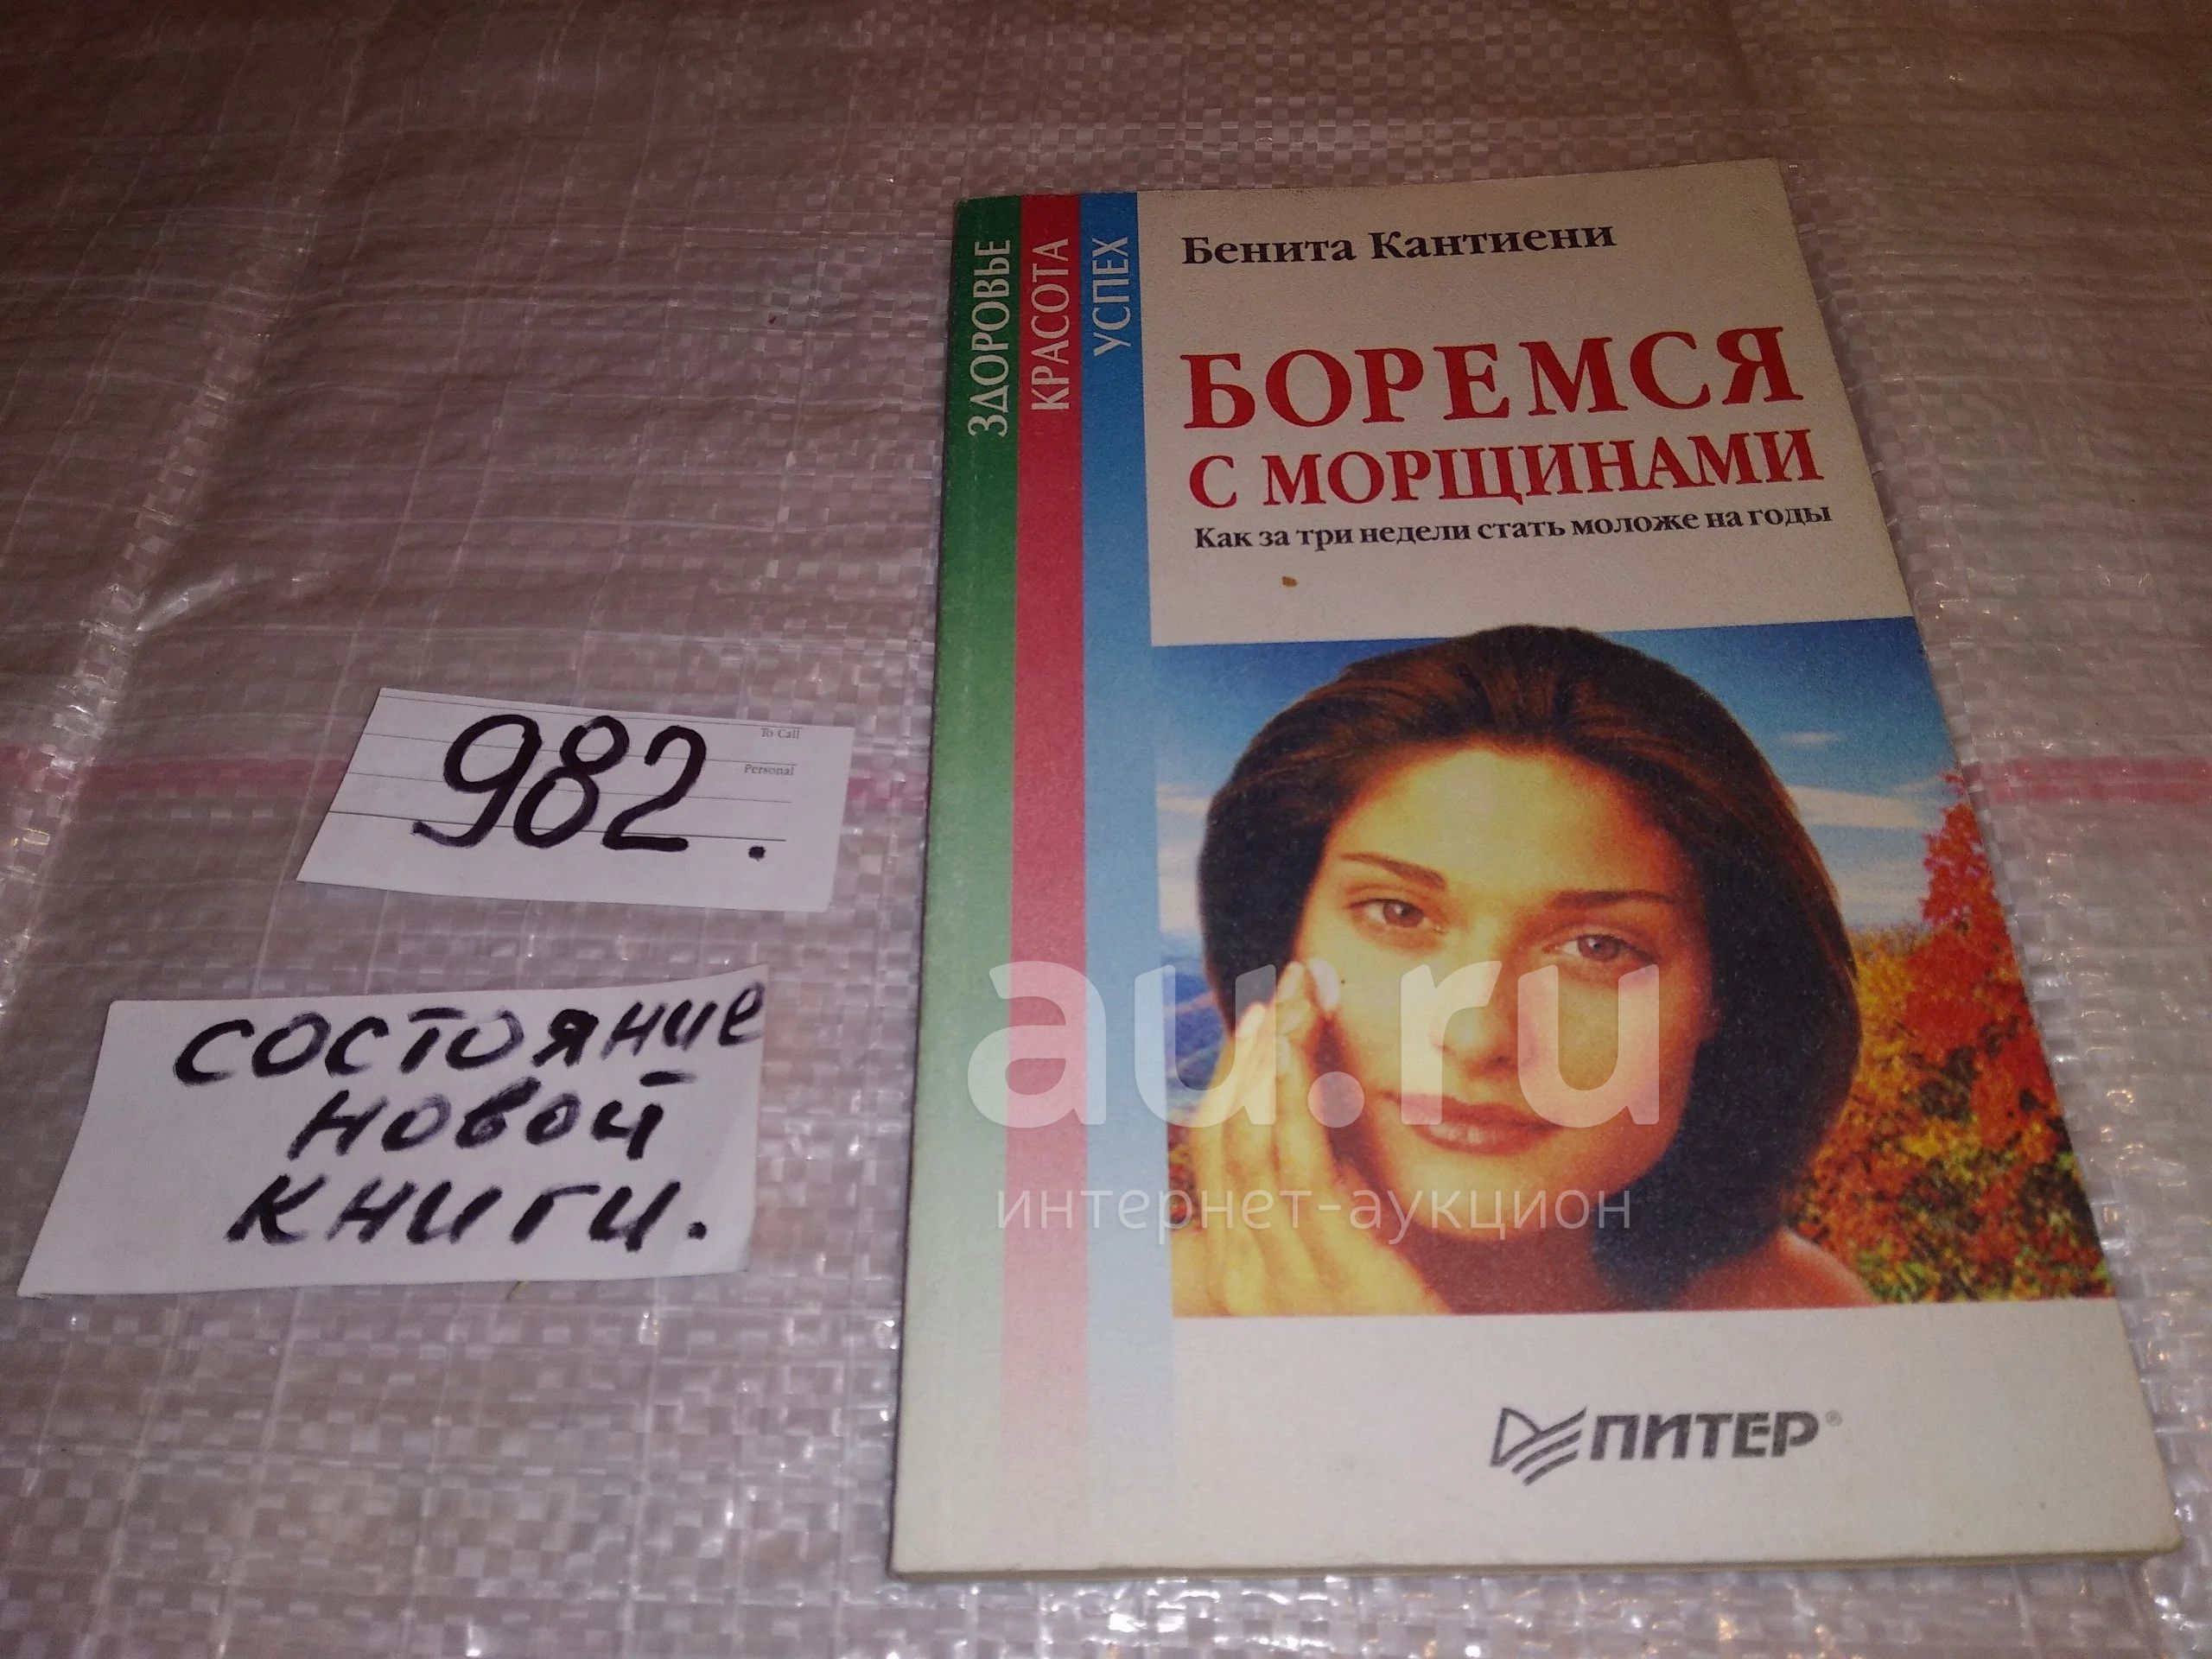 982.
To Call
Personal
состояние
новой
книги.
ЗДОРОВЬЕ
КРАСОТА
УСПЕХ
Бенита Кантиени
БОРЕМСЯ
С МОРЩИНАМИ
Как за три недели стать моложе на годы
au.ru
интернет-аукцион
ПИТЕР®